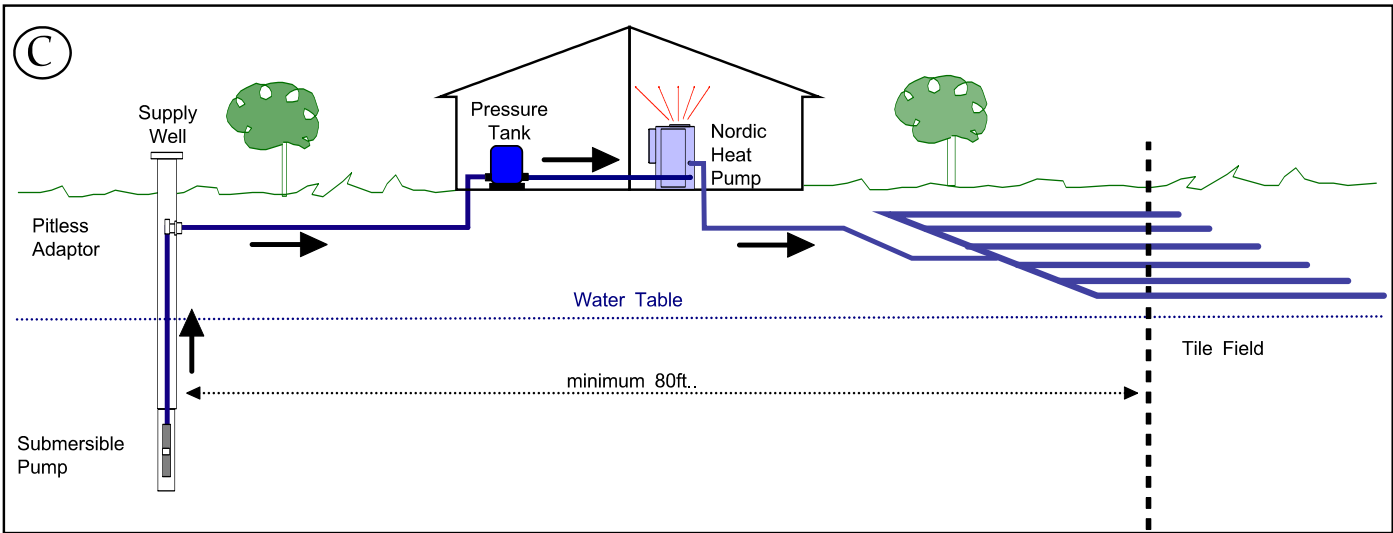 C
Supply
Well
Pressure
Tank
Nordic
Heat
Pump
Pitless
Adaptor
Water Table
Tile Field
minimum 80ft..
Submersible
Pump